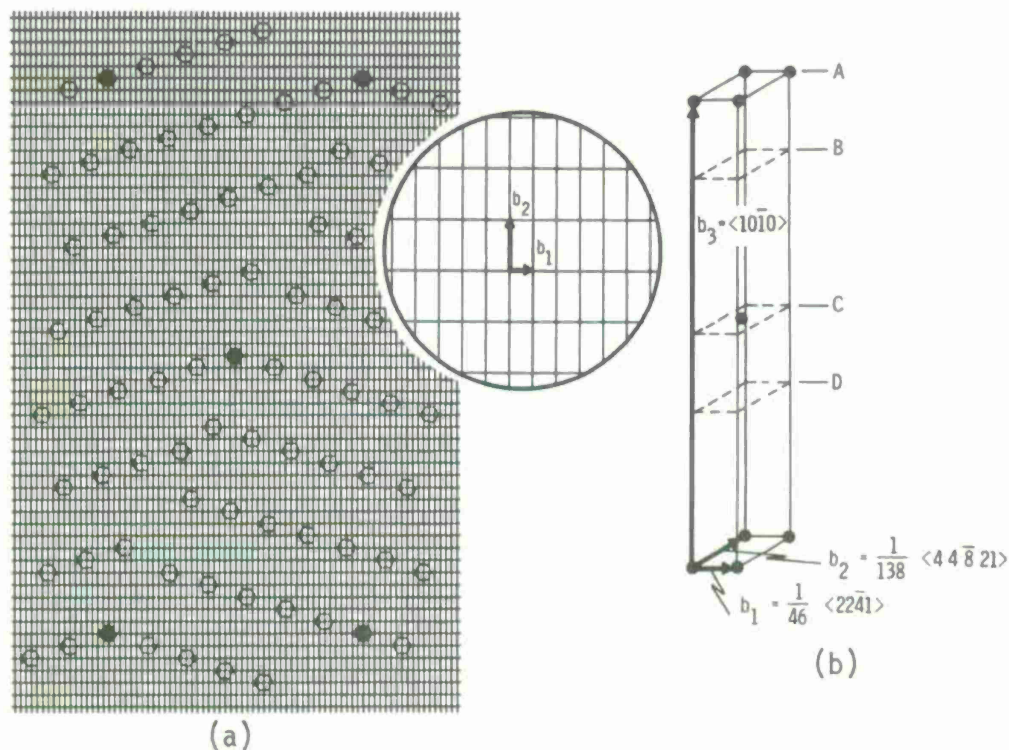 A
B
b₂
b₃ = <101̄0>
b₁
C
D
b₂ = 1/138 <4 4 8̄ 21>
b₁ = 1/46 <224̄1>
(b)
(a)